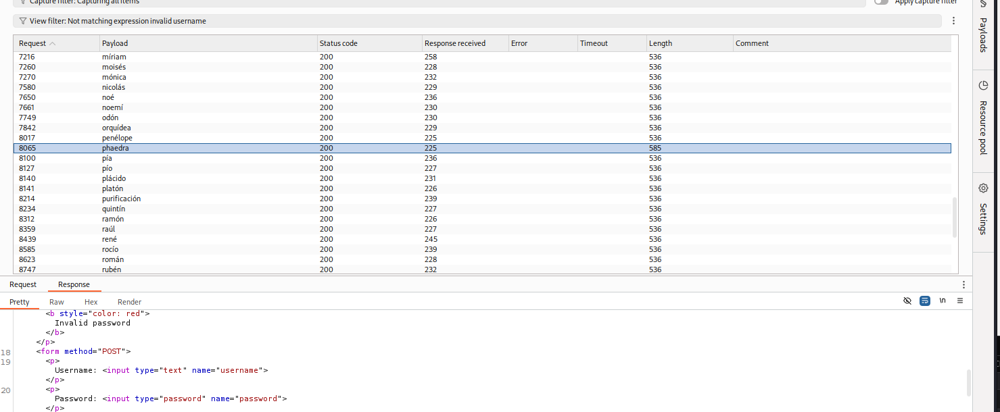 Capture filter: Capturing all items
Apply capture filter
View filter: Not matching expression invalid username
Request Payload Status code Response received Error Timeout Length Comment
7216 míriam 200 258 536
7260 moisés 200 228 536
7270 mónica 200 232 536
7580 nicolás 200 229 536
7650 noé 200 236 536
7661 noemí 200 230 536
7749 odón 200 230 536
7842 orquídea 200 229 536
8017 penélope 200 225 536
8065 phaedra 200 225 585
8100 pía 200 236 536
8127 pío 200 227 536
8140 plácido 200 231 536
8141 platón 200 226 536
8214 purificación 200 239 536
8234 quintín 200 227 536
8312 ramón 200 226 536
8359 raúl 200 227 536
8439 rené 200 245 536
8585 rocío 200 239 536
8623 román 200 228 536
8747 rubén 200 232 536
Payloads
Resource pool
Settings
Request Response
Pretty Raw Hex Render \n
<b style="color: red">
Invalid password
</b>
</p>
18 <form method="POST">
19 <p>
Username: <input type="text" name="username">
</p>
20 <p>
Password: <input type="password" name="password">
</p>